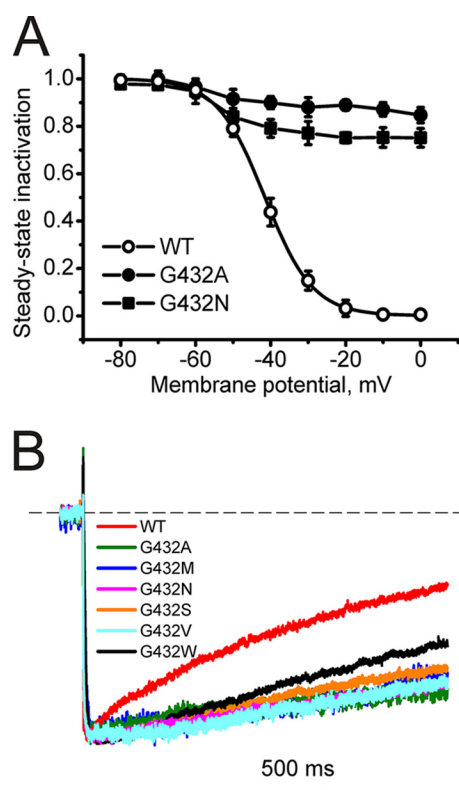 A
Steady-state inactivation
1.0
0.8
0.6
0.4
0.2
0.0
WT
G432A
G432N
-80 -60 -40 -20 0
Membrane potential, mV
B
WT
G432A
G432M
G432N
G432S
G432V
G432W
500 ms